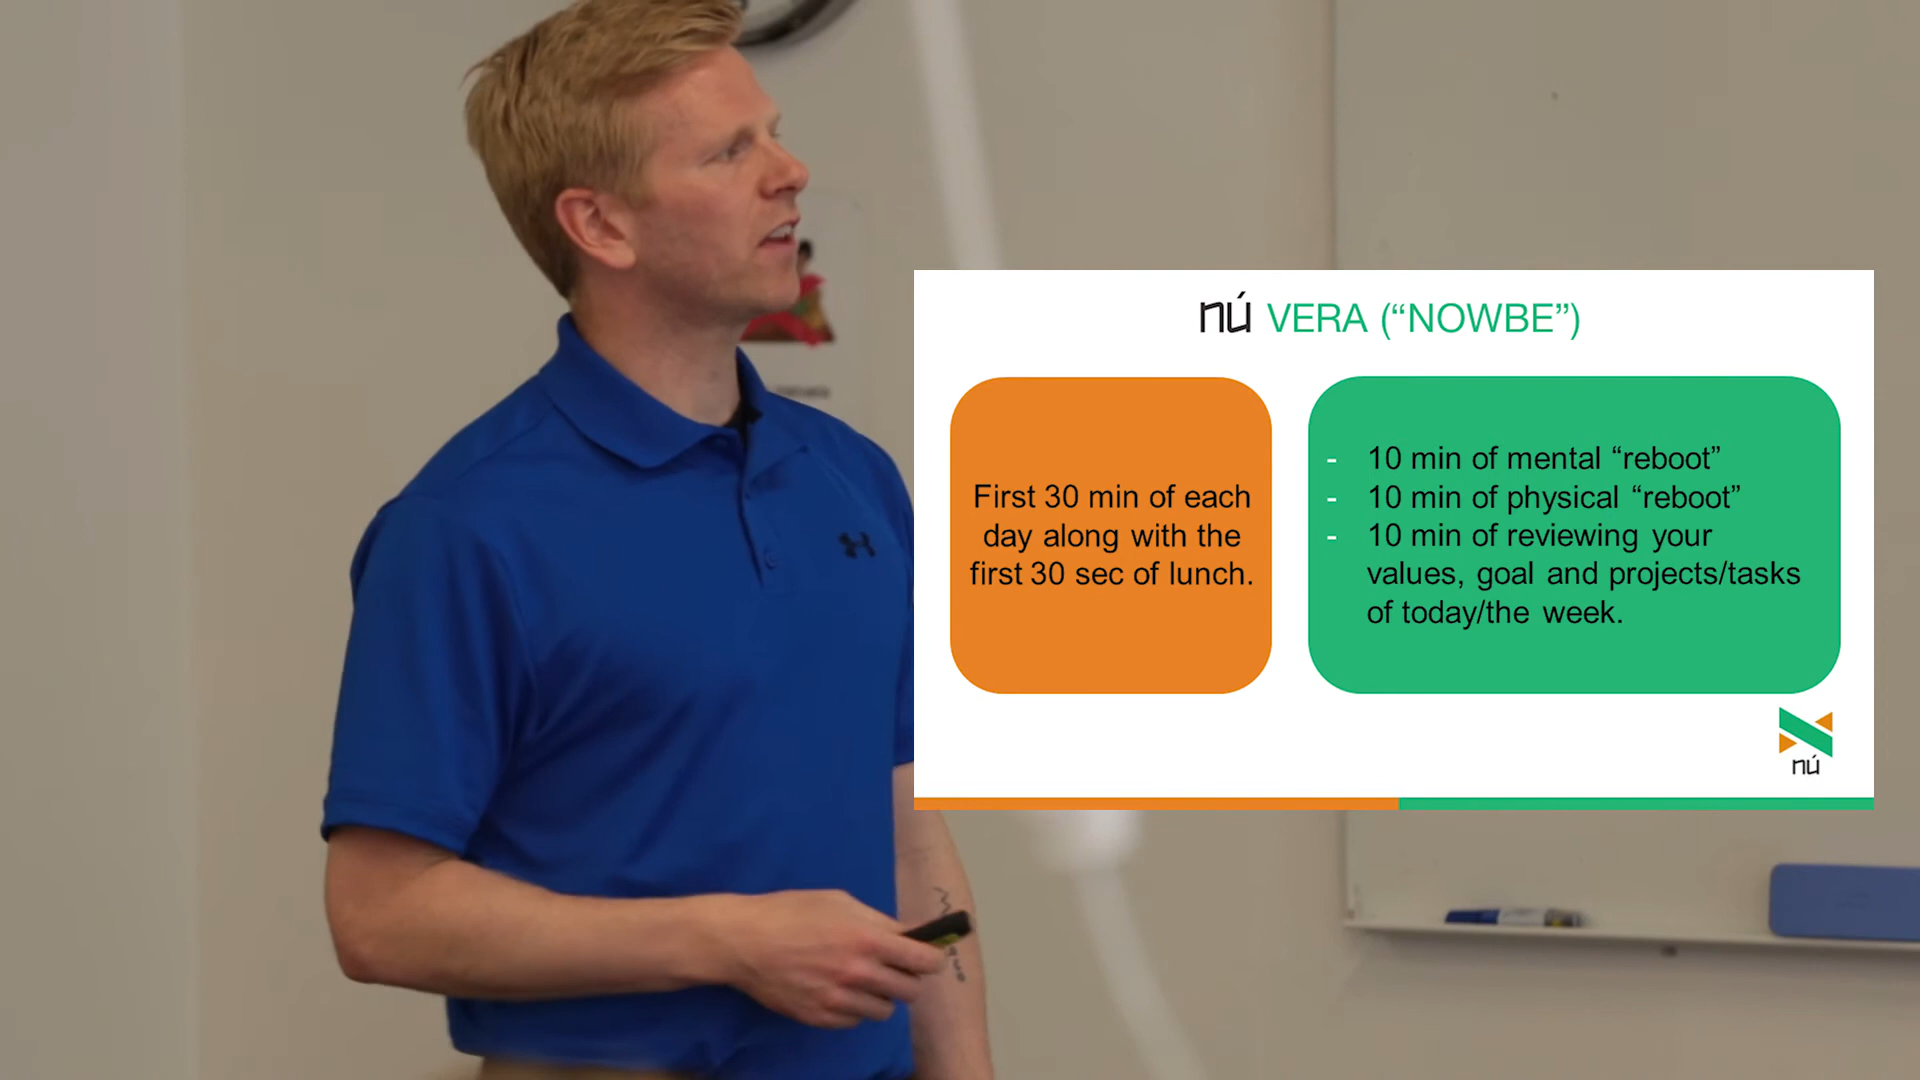 nú VERA (“NOWBE”)
First 30 min of each
day along with the
first 30 sec of lunch.
- 10 min of mental “reboot”
- 10 min of physical “reboot”
- 10 min of reviewing your
values, goal and projects/tasks
of today/the week.
nú